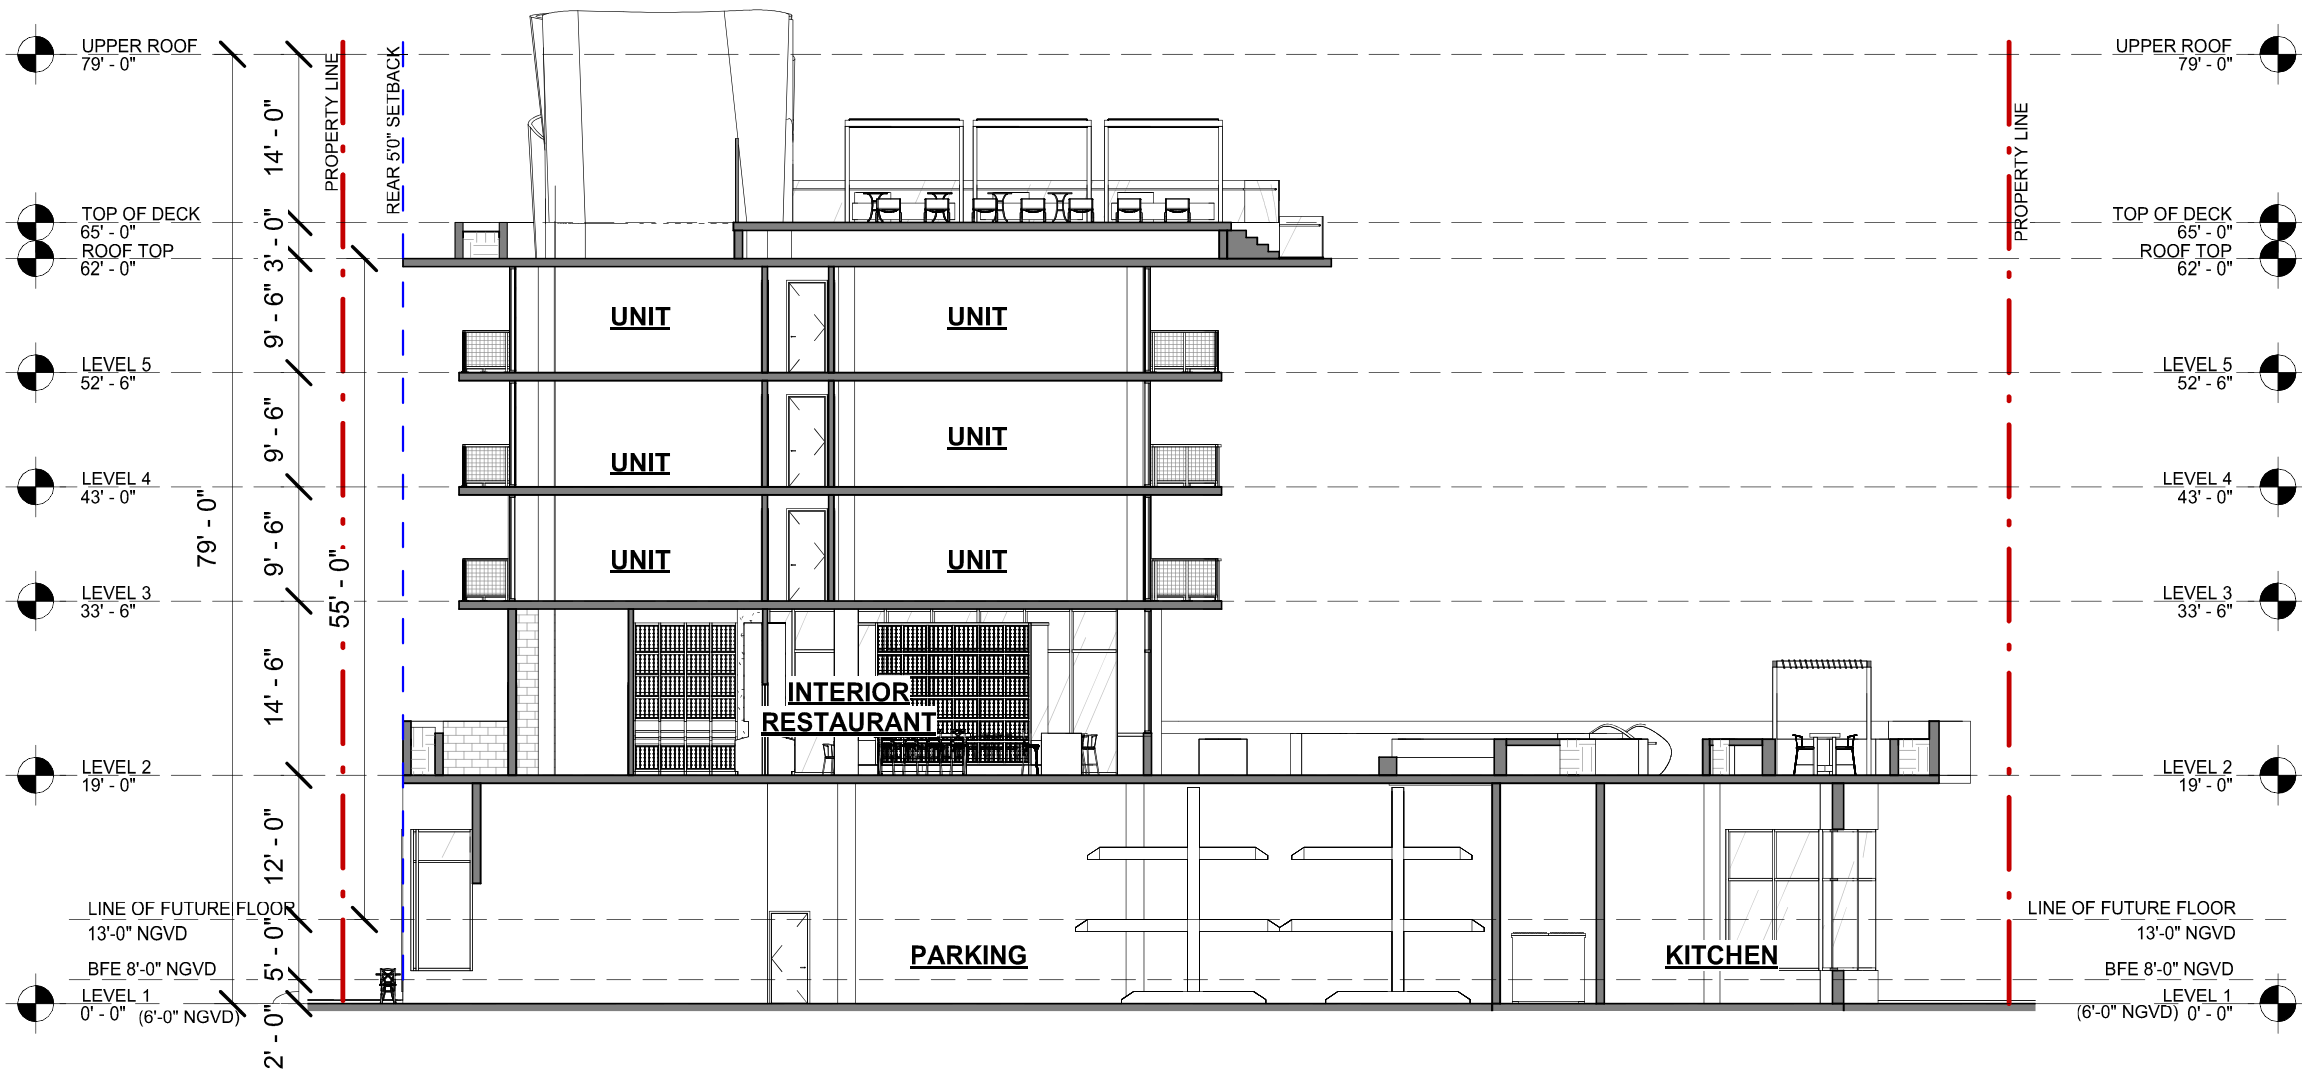 UPPER ROOF
79' - 0"
TOP OF DECK
65' - 0"
ROOF TOP
62' - 0"
LEVEL 5
52' - 6"
LEVEL 4
43' - 0"
LEVEL 3
33' - 6"
LEVEL 2
19' - 0"
LINE OF FUTURE FLOOR
13'-0" NGVD
BFE 8'-0" NGVD
LEVEL 1
0' - 0" (6'-0" NGVD)
79' - 0"
14' - 0"
3' - 0"
9' - 6"
9' - 6"
9' - 6"
14' - 6"
12' - 0"
5' - 0"
2' - 0"
55' - 0"
PROPERTY LINE
REAR 5'0" SETBACK
UNIT
UNIT
UNIT
UNIT
UNIT
UNIT
INTERIOR
RESTAURANT
PARKING
KITCHEN
PROPERTY LINE
UPPER ROOF
79' - 0"
TOP OF DECK
65' - 0"
ROOF TOP
62' - 0"
LEVEL 5
52' - 6"
LEVEL 4
43' - 0"
LEVEL 3
33' - 6"
LEVEL 2
19' - 0"
LINE OF FUTURE FLOOR
13'-0" NGVD
BFE 8'-0" NGVD
LEVEL 1
(6'-0" NGVD) 0' - 0"